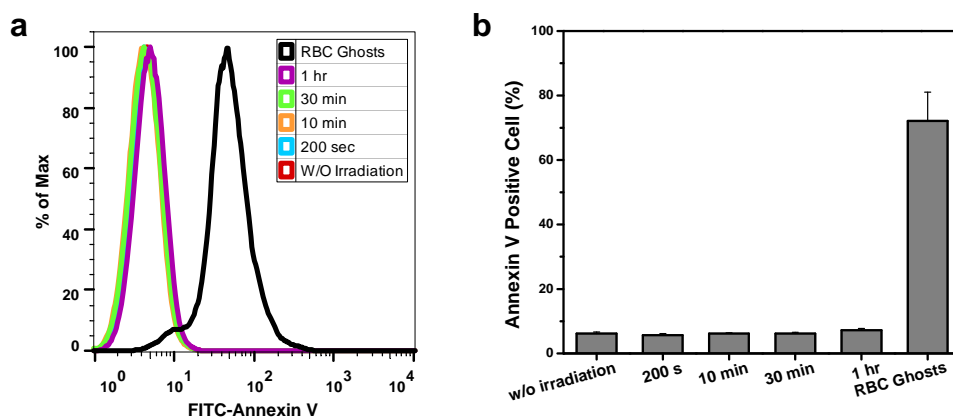 a
% of Max
100
80
60
40
20
0
RBC Ghosts
1 hr
30 min
10 min
200 sec
W/O Irradiation
10^0
10^1
10^2
10^3
10^4
FITC-Annexin V
b
Annexin V Positive Cell (%)
100
80
60
40
20
0
w/o irradiation
200 s
10 min
30 min
1 hr
RBC Ghosts